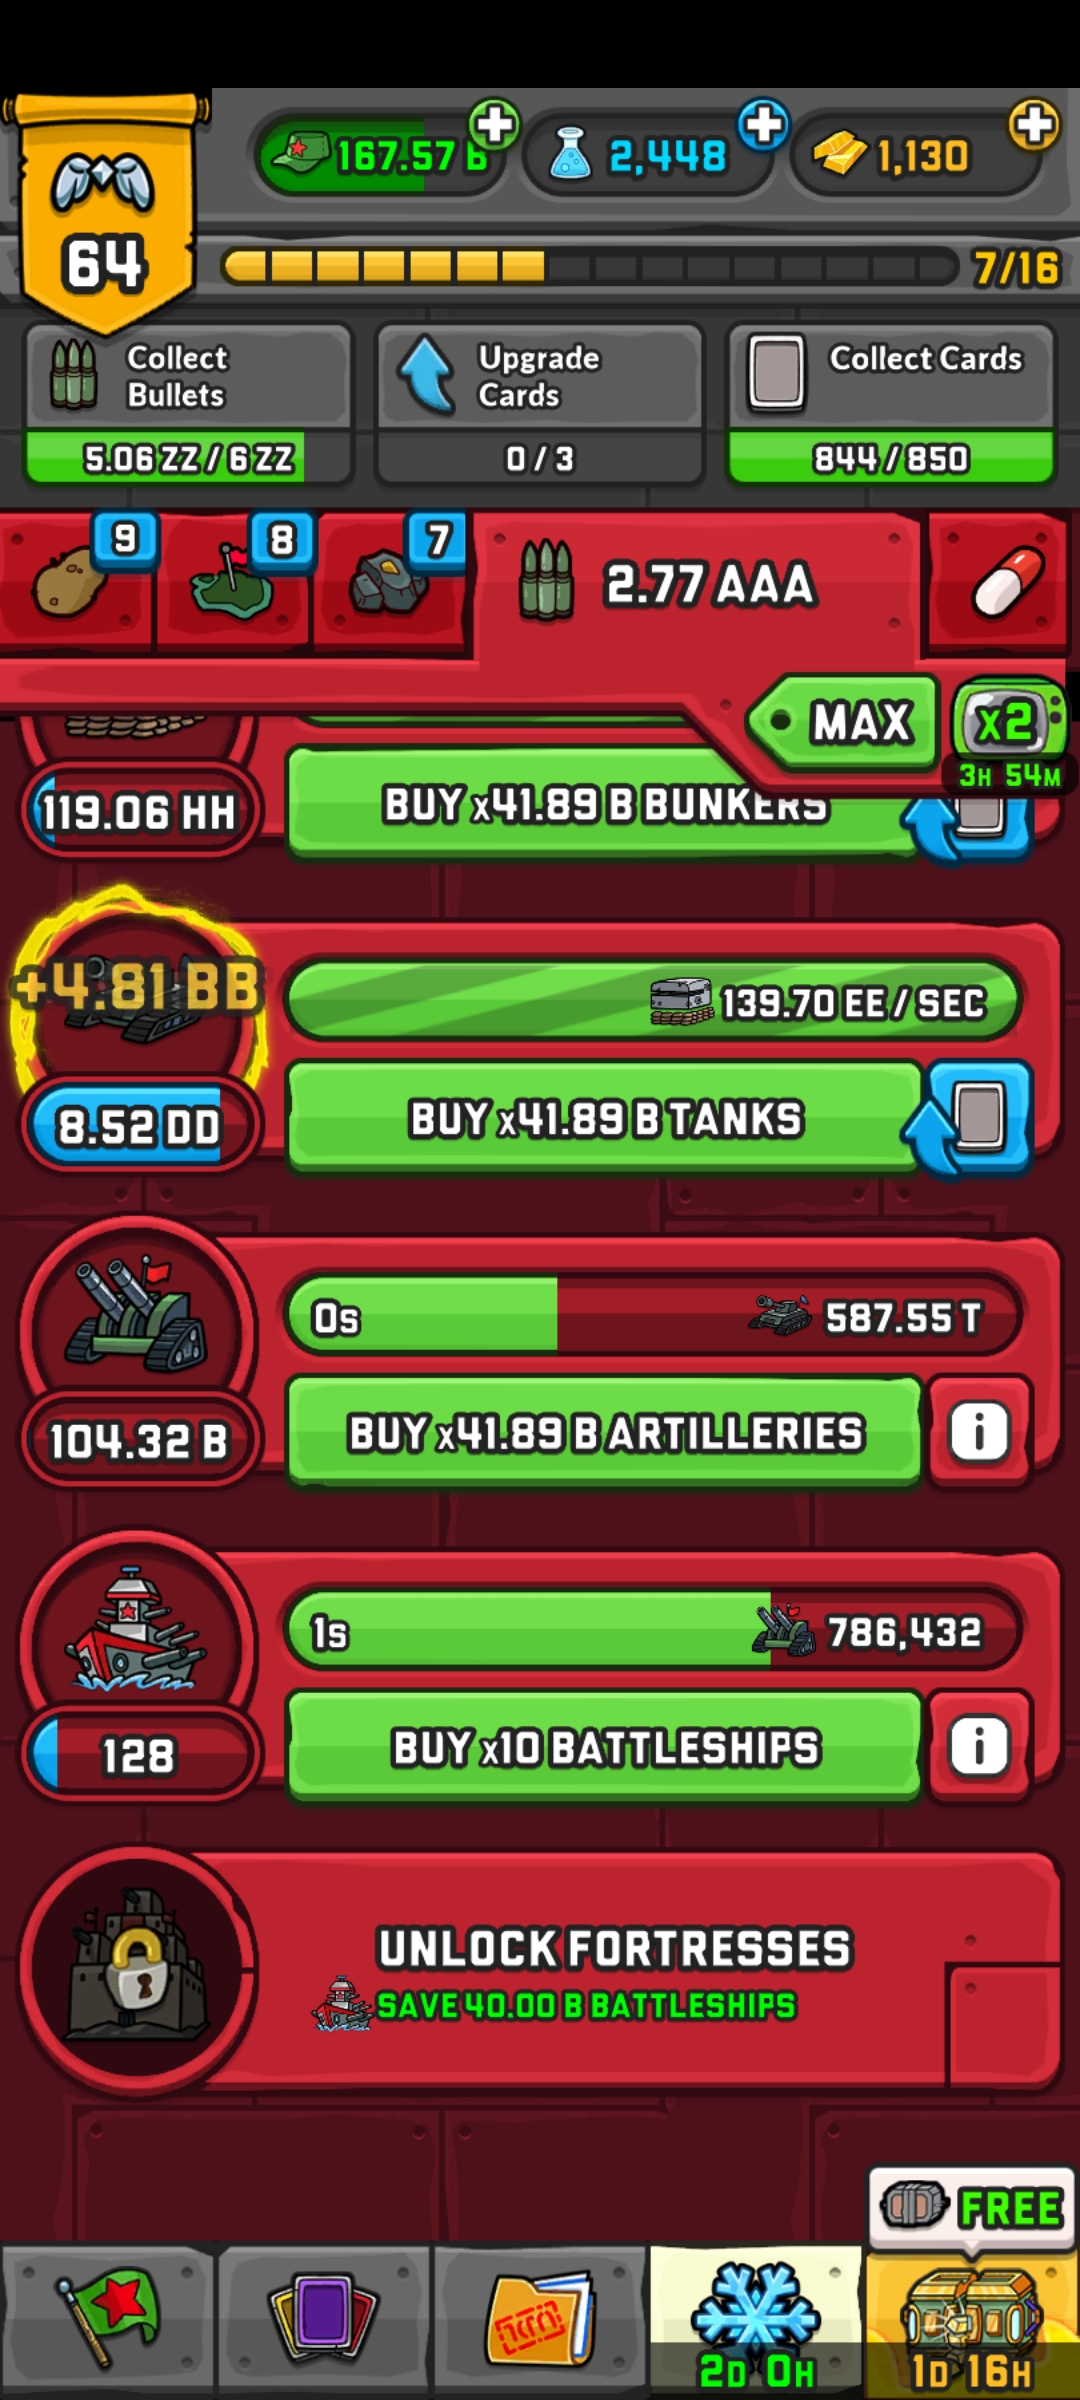 167.57 B
2,448
1,130
64
7/16
Collect
Bullets
Upgrade
Cards
Collect Cards
5.06 ZZ / 6 ZZ
0 / 3
844 / 850
9
8
7
2.77 AAA
MAX
x2
3H 54M
119.06 HH
BUY x41.89 B BUNKERS
+4.81 BB
139.70 EE / SEC
8.52 DD
BUY x41.89 B TANKS
0s
587.55 T
104.32 B
BUY x41.89 B ARTILLERIES
i
1s
786,432
128
BUY x10 BATTLESHIPS
i
UNLOCK FORTRESSES
SAVE 40.00 B BATTLESHIPS
FREE
2D 0H
1D 16H